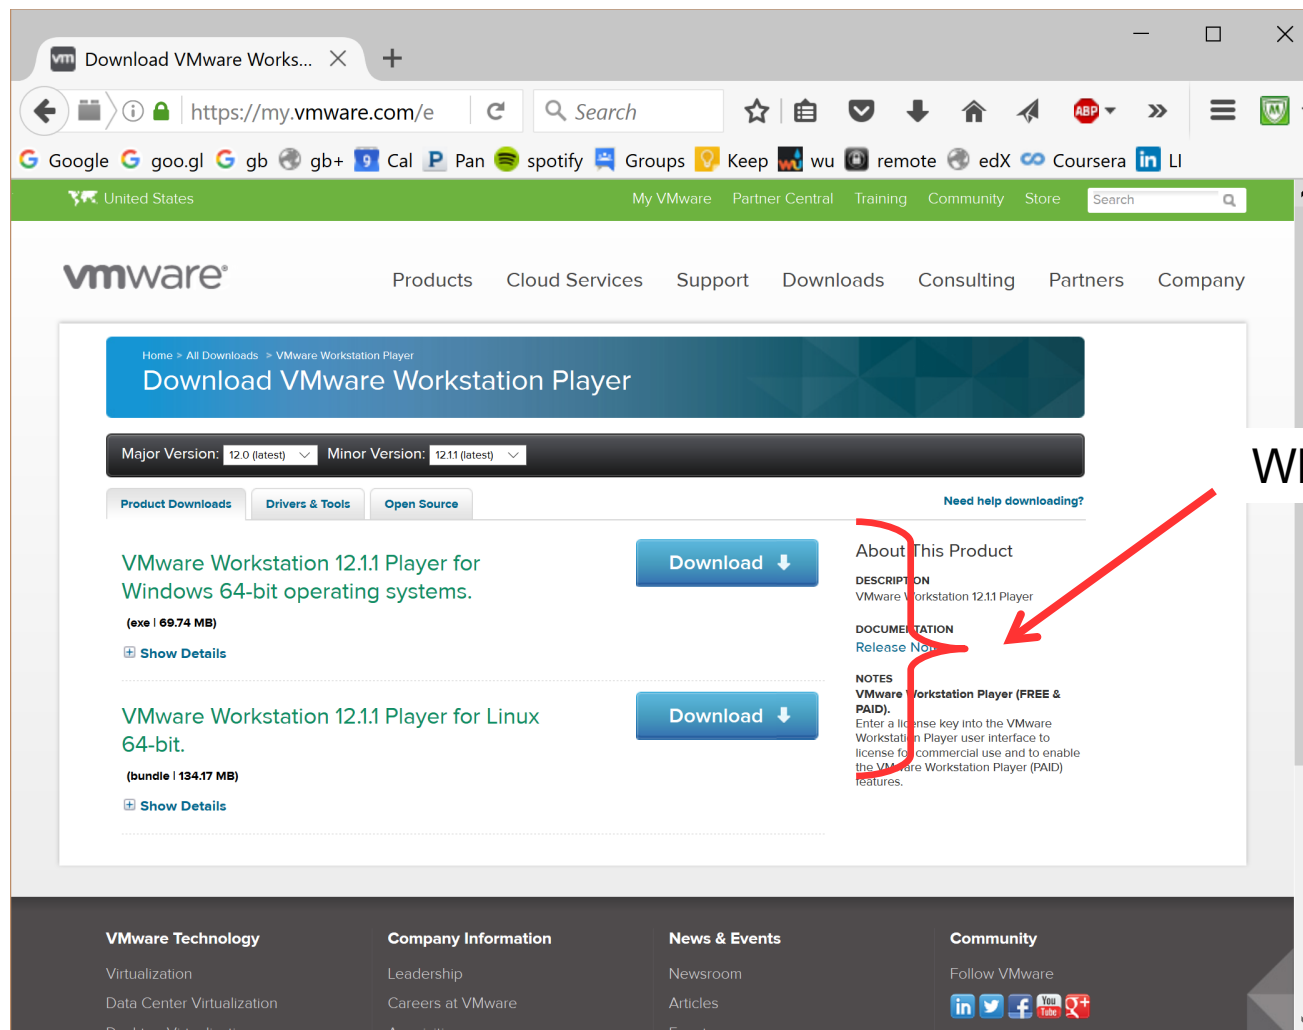 Download VMware Works...
https://my.vmware.com/e
Search
ABP
Google
goo.gl
gb
gb+
9 Cal
Pan
spotify
Groups
Keep
wu
remote
edX
Coursera
in LI
United States
My VMware Partner Central Training Community Store Search
vmware
Products Cloud Services Support Downloads Consulting Partners Company
Home > All Downloads > VMware Workstation Player
Download VMware Workstation Player
Major Version: 12.0 (latest) Minor Version: 12.1.1 (latest)
Product Downloads Drivers & Tools Open Source
Need help downloading?
VMware Workstation 12.1.1 Player for
Windows 64-bit operating systems.
(exe | 69.74 MB)
Show Details
Download
VMware Workstation 12.1.1 Player for Linux
64-bit.
(bundle | 134.17 MB)
Show Details
Download
About This Product
DESCRIPTION
VMware Workstation 12.1.1 Player
DOCUMENTATION
Release
NOTES
VMware Workstation Player (FREE &
PAID).
Enter a license key into the VMware
Workstation Player user interface to
license for commercial use and to enable
the VMware Workstation Player (PAID)
features.
VMware Technology
Virtualization
Data Center Virtualization
Company Information
Leadership
Careers at VMware
News & Events
Newsroom
Articles
Community
Follow VMware
in
You
Tube